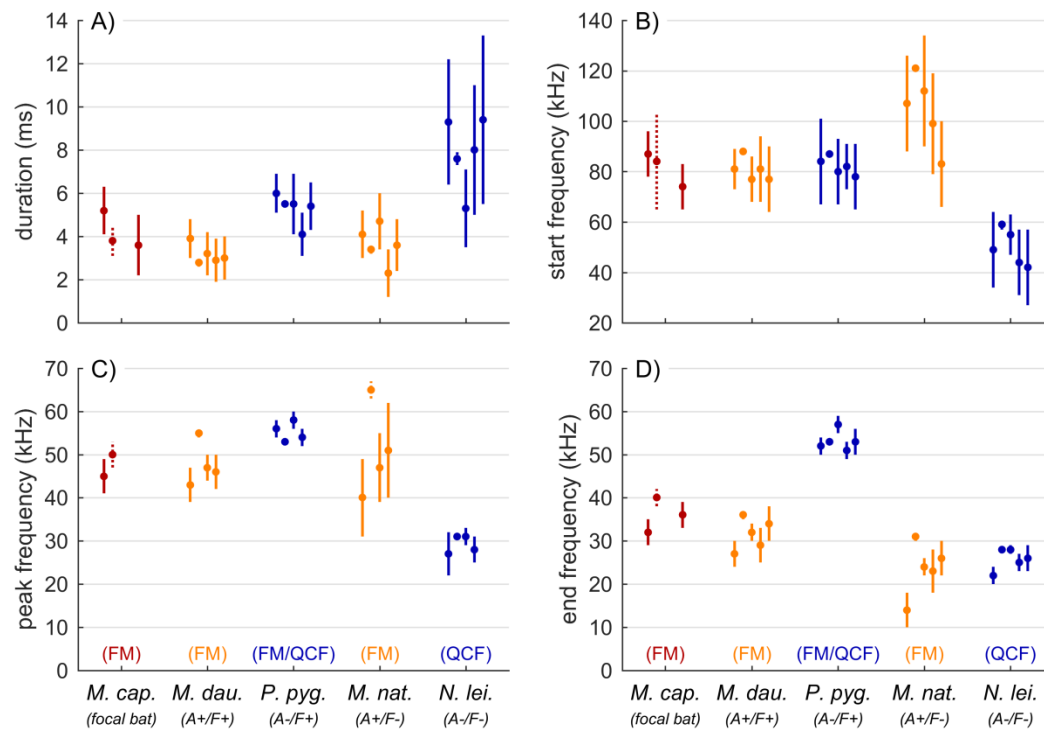 A)
duration (ms)
14
12
10
8
6
4
2
0
B)
start frequency (kHz)
140
120
100
80
60
40
20
C)
peak frequency (kHz)
70
60
50
40
30
20
10
0
(FM) (FM) (FM/QCF) (FM) (QCF)
M. cap. M. dau. P. pyg. M. nat. N. lei.
(focal bat) (A+/F+) (A-/F+) (A+/F-) (A-/F-)
D)
end frequency (kHz)
70
60
50
40
30
20
10
0
(FM) (FM) (FM/QCF) (FM) (QCF)
M. cap. M. dau. P. pyg. M. nat. N. lei.
(focal bat) (A+/F+) (A-/F+) (A+/F-) (A-/F-)